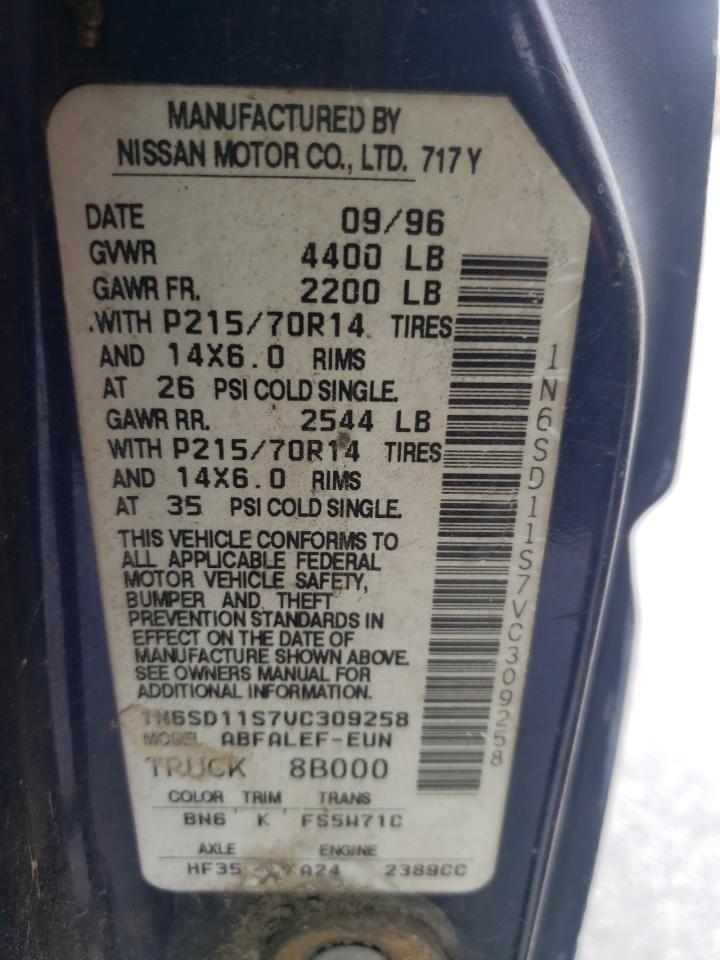 MANUFACTURED BY
NISSAN MOTOR CO., LTD. 717Y
DATE 09/96
GVWR 4400 LB
GAWR FR. 2200 LB
WITH P215/70R14 TIRES
AND 14X6.0 RIMS
AT 26 PSI COLD SINGLE.
GAWR RR. 2544 LB
WITH P215/70R14 TIRES
AND 14X6.0 RIMS
AT 35 PSI COLD SINGLE.
THIS VEHICLE CONFORMS TO
ALL APPLICABLE FEDERAL
MOTOR VEHICLE SAFETY,
BUMPER AND THEFT
PREVENTION STANDARDS IN
EFFECT ON THE DATE OF
MANUFACTURE SHOWN ABOVE.
SEE OWNERS MANUAL FOR
ADDITIONAL INFORMATION
1N6SD11S7VC309258
MODEL ABFALEF-EUN
TRUCK 8B000
COLOR TRIM TRANS
BN6 K FS5W71C
AXLE ENGINE
HF35 A24 2389CC
1N6SD11S7VC309258